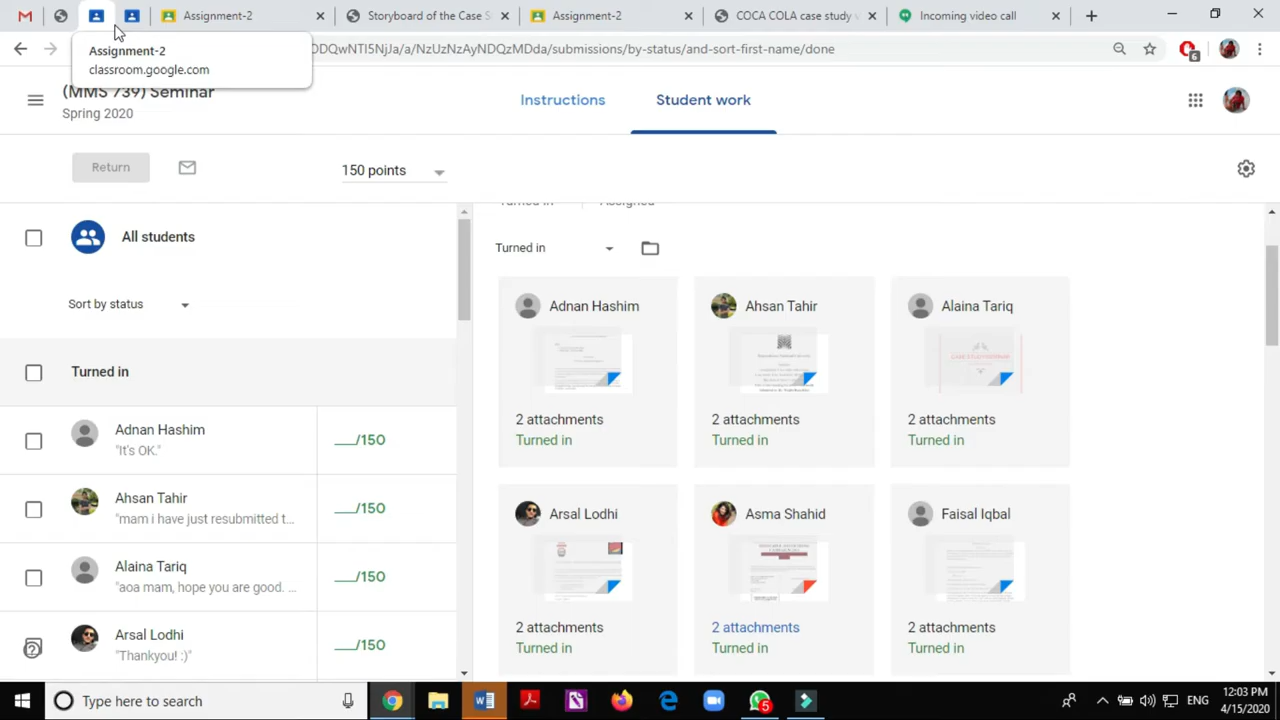 Assignment-2
Storyboard of the Case S
Assignment-2
COCA COLA case study v
Incoming video call
DDQwNTI5NjJa/a/NzUzNzAyNDQzMDda/submissions/by-status/and-sort-first-name/done
6
Assignment-2
classroom.google.com
(MMS 739) Seminar
Spring 2020
Instructions
Student work
Return
150 points
All students
Sort by status
Turned in
Adnan Hashim
"It's OK."
__/150
Ahsan Tahir
"mam i have just resubmitted t...
__/150
Alaina Tariq
"aoa mam, hope you are good. ...
__/150
Arsal Lodhi
"Thankyou! :)"
__/150
Turned in
Assigned
Turned in
Adnan Hashim
2 attachments
Turned in
Ahsan Tahir
2 attachments
Turned in
Alaina Tariq
2 attachments
Turned in
Arsal Lodhi
2 attachments
Turned in
Asma Shahid
2 attachments
Turned in
Faisal Iqbal
2 attachments
Turned in
Type here to search
5
ENG
12:03 PM
4/15/2020